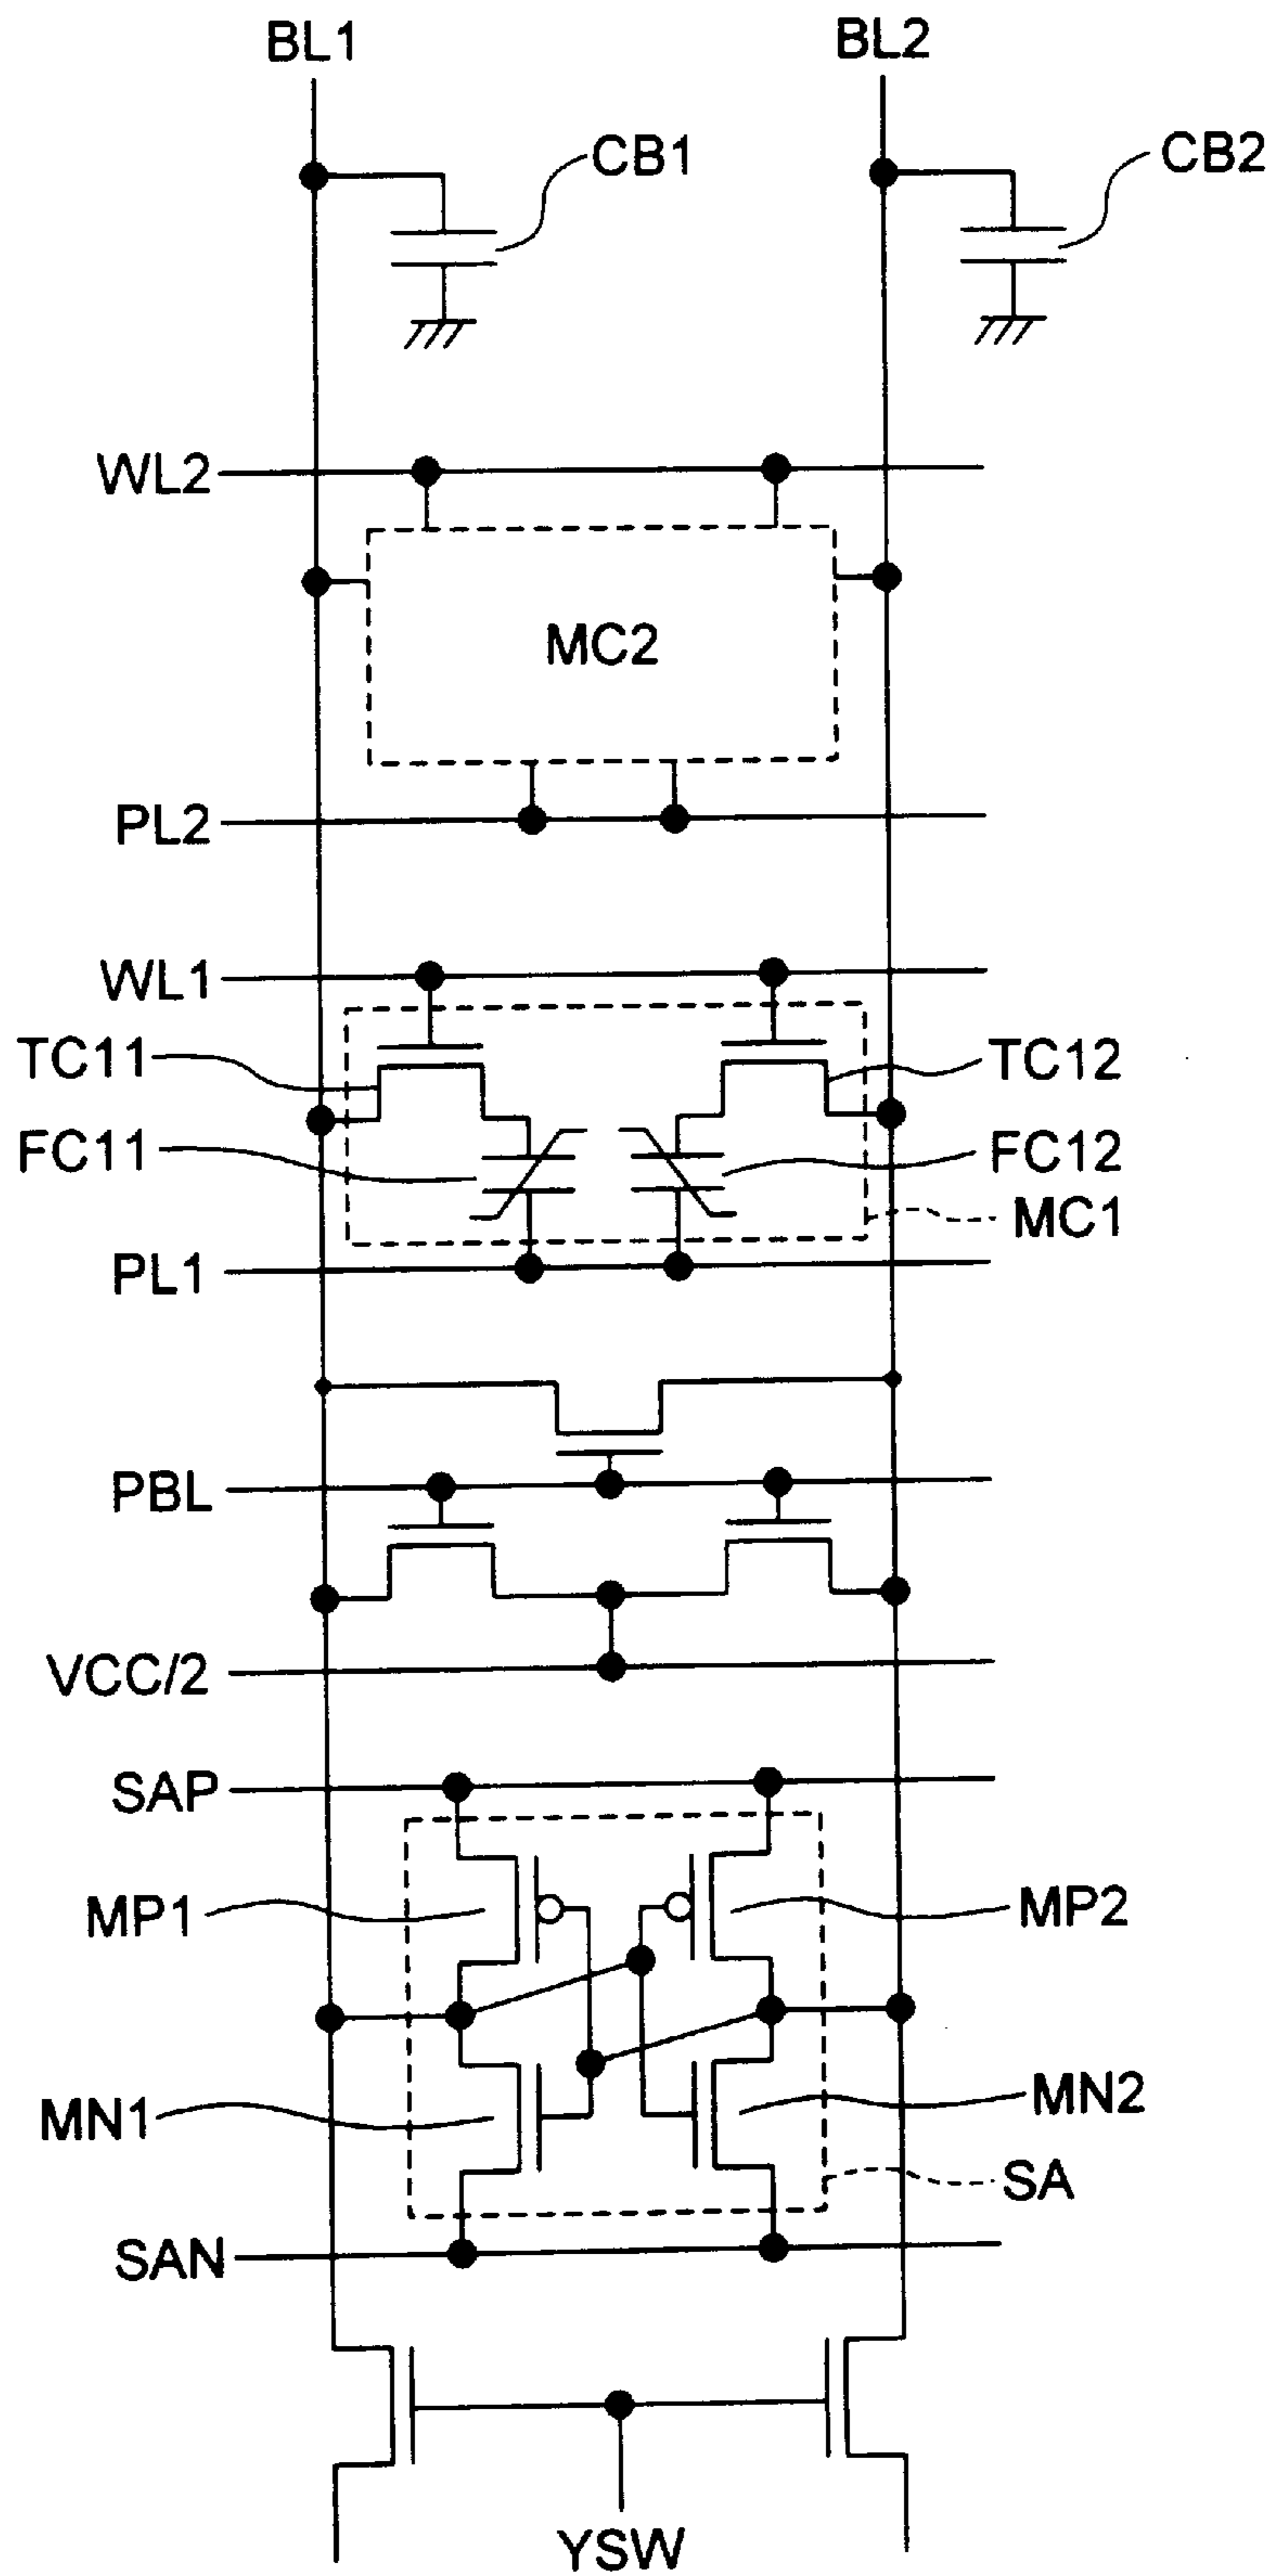 BL1
BL2
CB1
CB2
WL2
MC2
PL2
WL1
TC11
TC12
FC11
FC12
MC1
PL1
PBL
VCC/2
SAP
MP1
MP2
MN1
MN2
SA
SAN
YSW